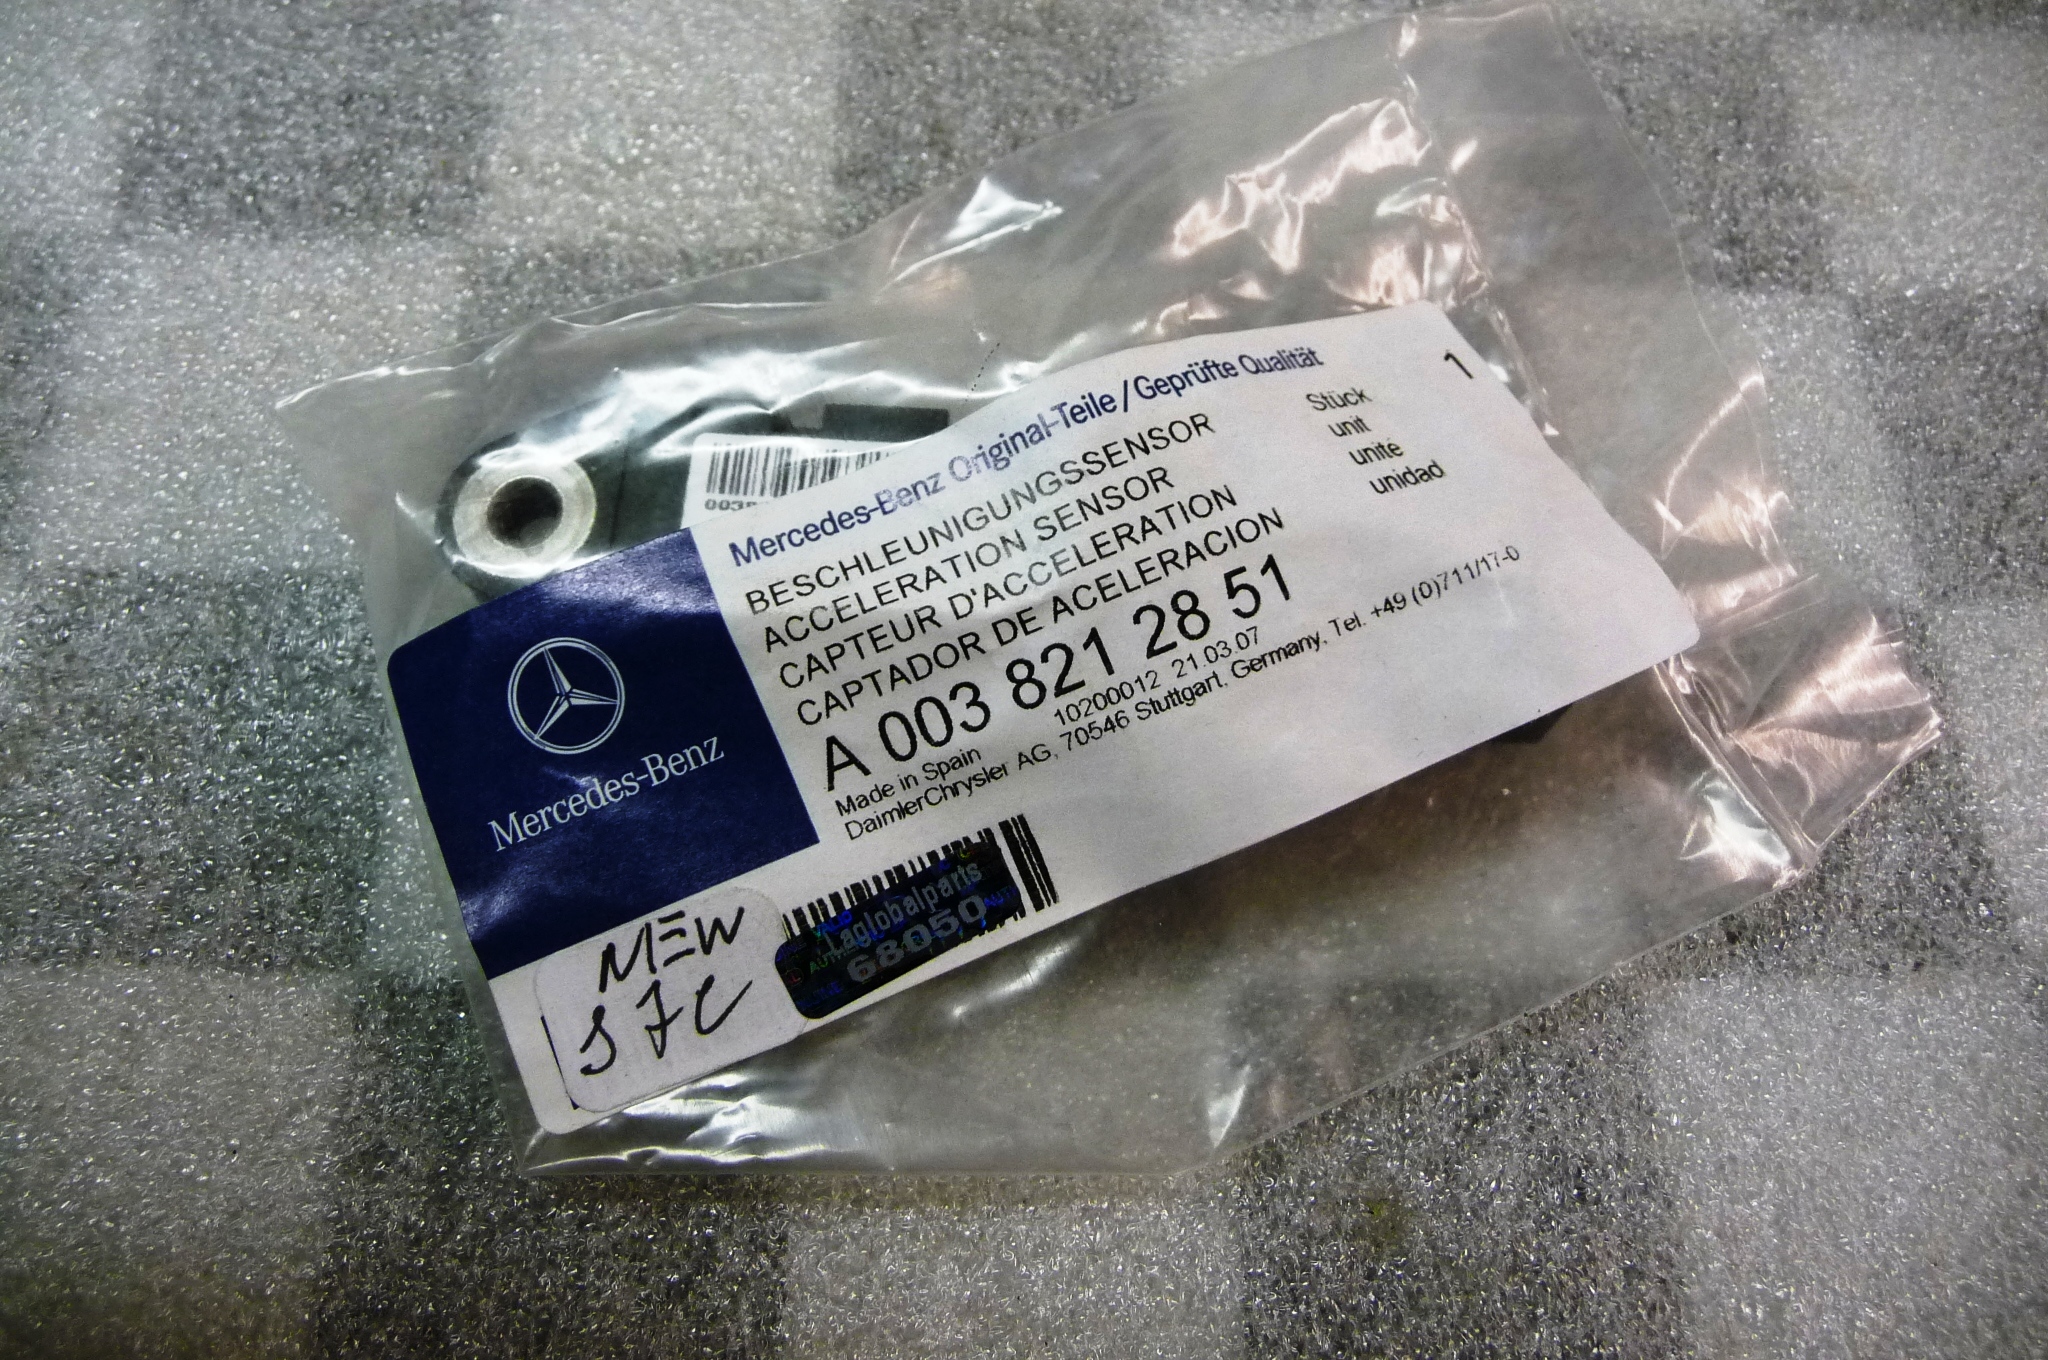 Mercedes-Benz Original-Teile/Geprüfte Qualität
BESCHLEUNIGUNGSSENSOR
ACCELERATION SENSOR
CAPTEUR D'ACCELERATION
CAPTADOR DE ACELERACION
Stück
unit
unité
unidad
1
A 003 821 28 51
10200012 21.03.07
Made in Spain
DaimlerChrysler AG, 70546 Stuttgart, Germany, Tel. +49 (0)711/17-0
Mercedes-Benz
Laglobalparts
68050
NEW